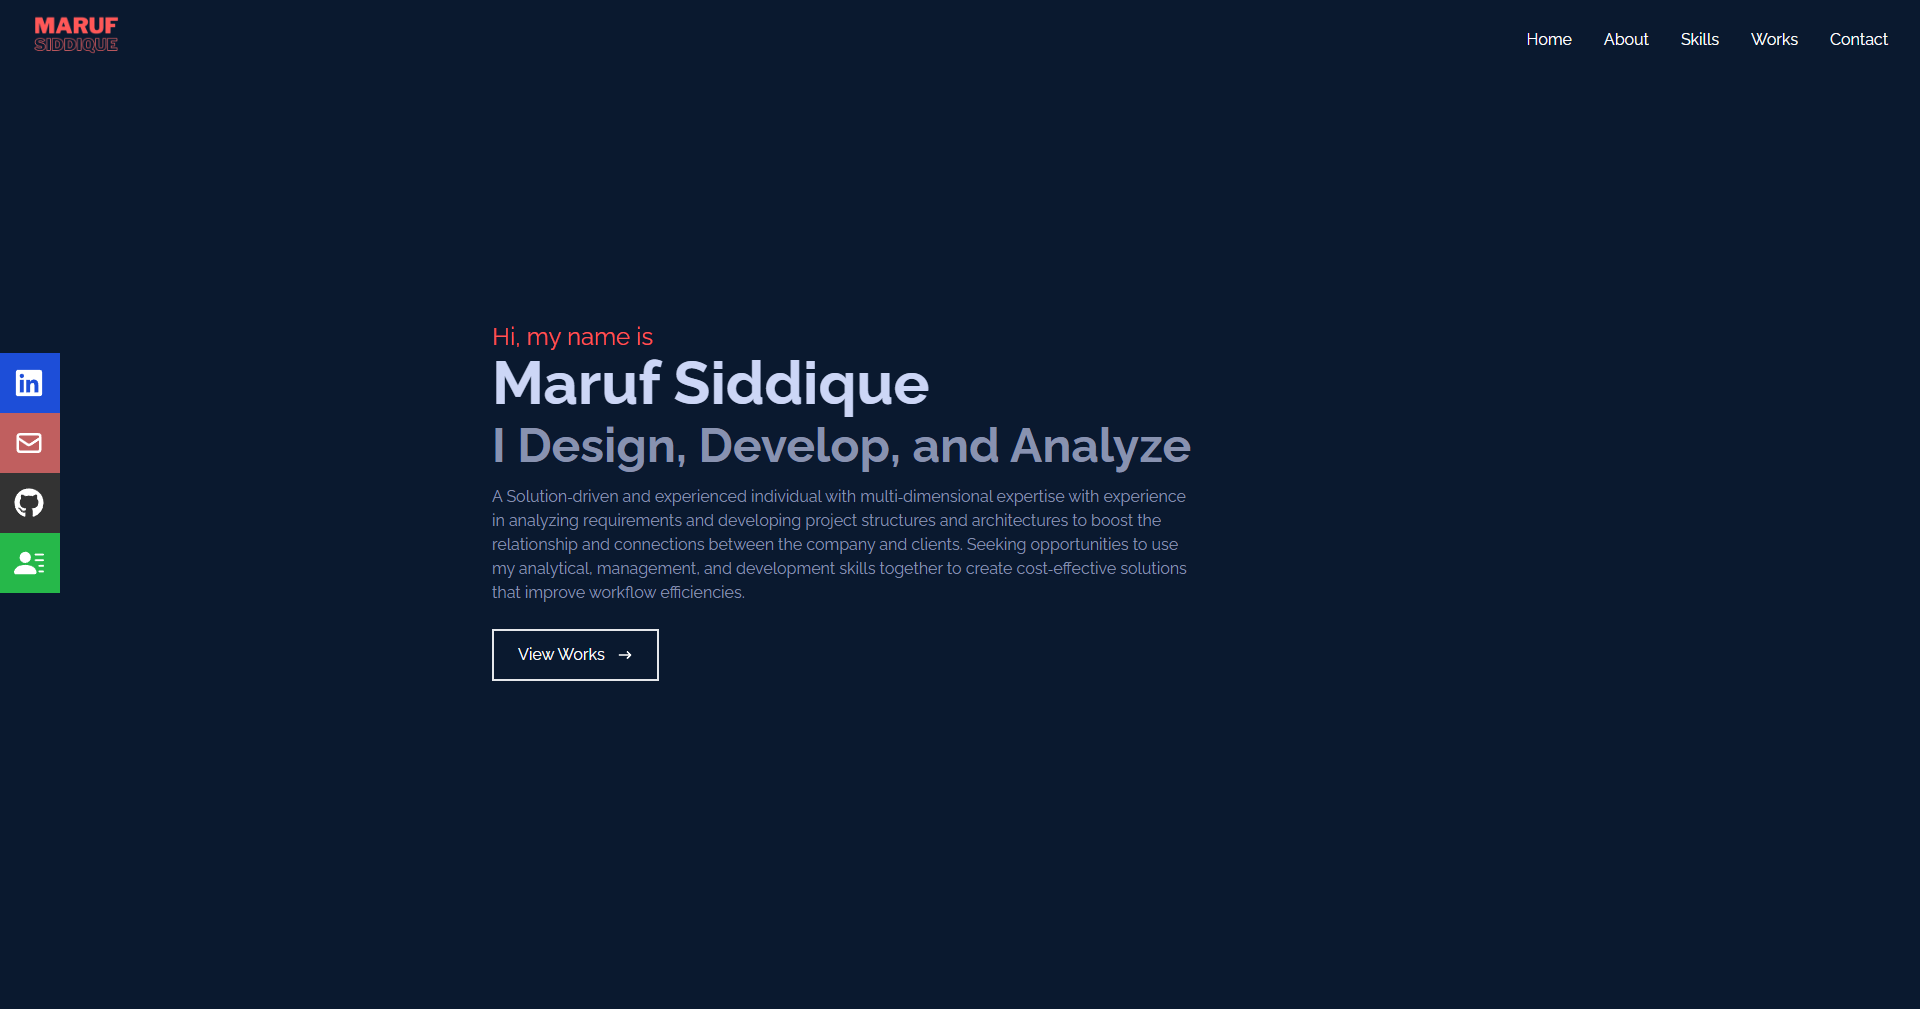 MARUF
SIDDIQUE
Home About Skills Works Contact
Hi, my name is
Maruf Siddique
I Design, Develop, and Analyze
A Solution-driven and experienced individual with multi-dimensional expertise with experience
in analyzing requirements and developing project structures and architectures to boost the
relationship and connections between the company and clients. Seeking opportunities to use
my analytical, management, and development skills together to create cost-effective solutions
that improve workflow efficiencies.
in
View Works →